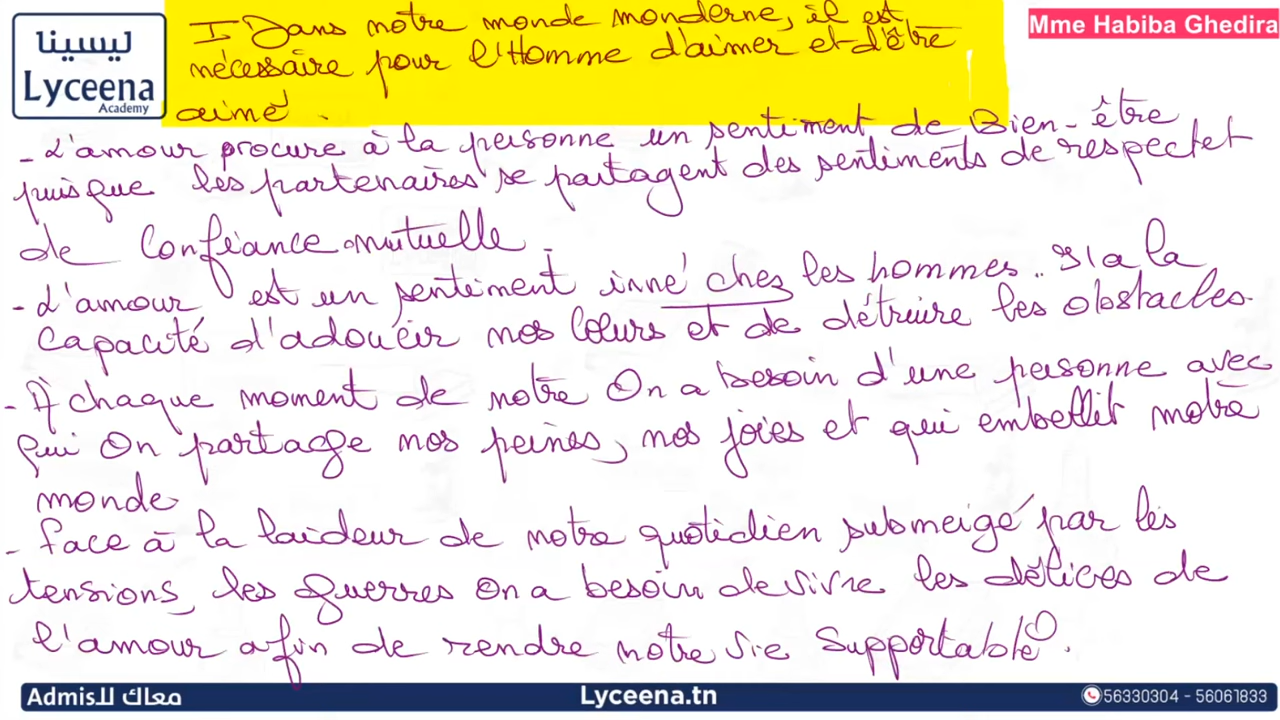 ليسينا
Lyceena
Academy
Mme Habiba Ghedira
I Dans notre monde monderne, il est
nécessaire pour l'Homme d'aimer et d'être
aimé.
- L'amour procure à la personne un sentiment de Bien-être
puisque les partenaires se partagent des sentiments de respect et
de Confiance mutuelle.
- L'amour est un sentiment inné chez les hommes. Il a la
capacité d'adoucir nos cœurs et de détruire les obstacles.
- A chaque moment de notre On a besoin d'une personne avec
qui On partage nos peines, nos joies et qui embellit notre
monde
- Face à la laideur de notre quotidien submergé par les
tensions, les guerres On a besoin de vivre les délices de
l'amour afin de rendre notre vie supportable.
Admis معاك للـ
Lyceena.tn
56330304 - 56061833